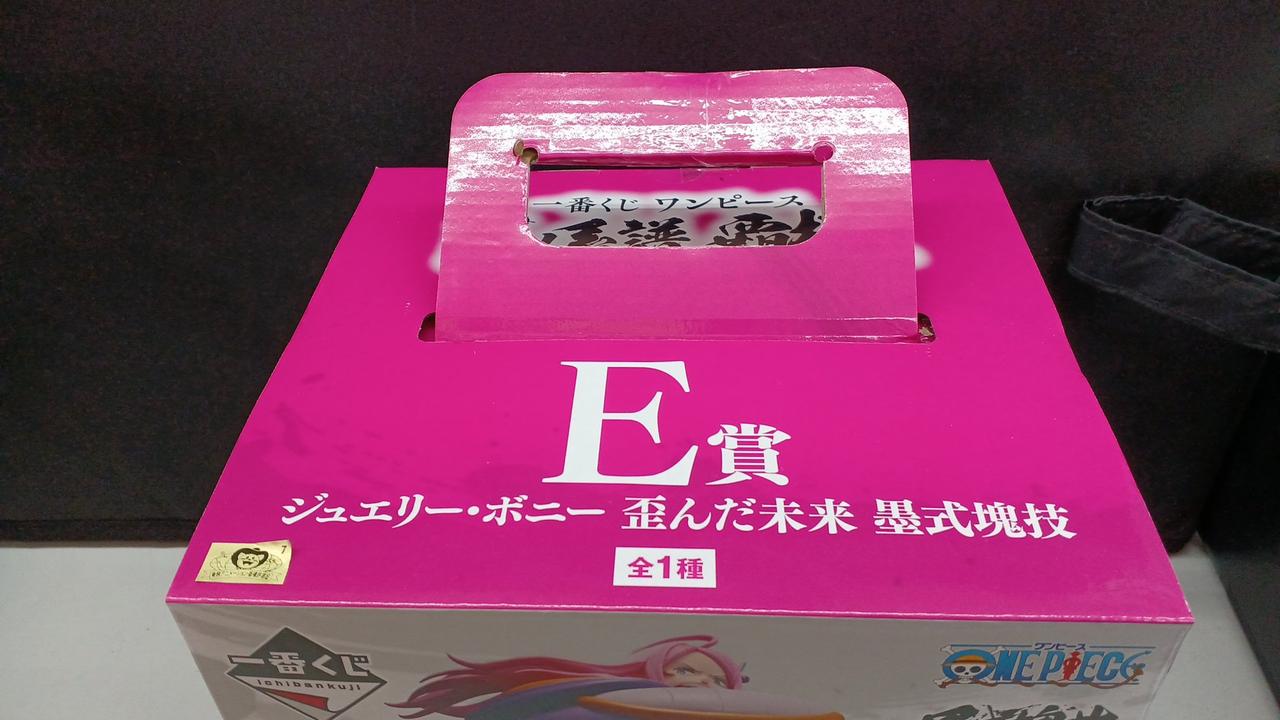 一番くじ ワンピース
E賞
ジュエリー・ボニー 歪んだ未来 墨式塊技
全1種
一番くじ
ichibankuji
ワンピース
ONE PIECE